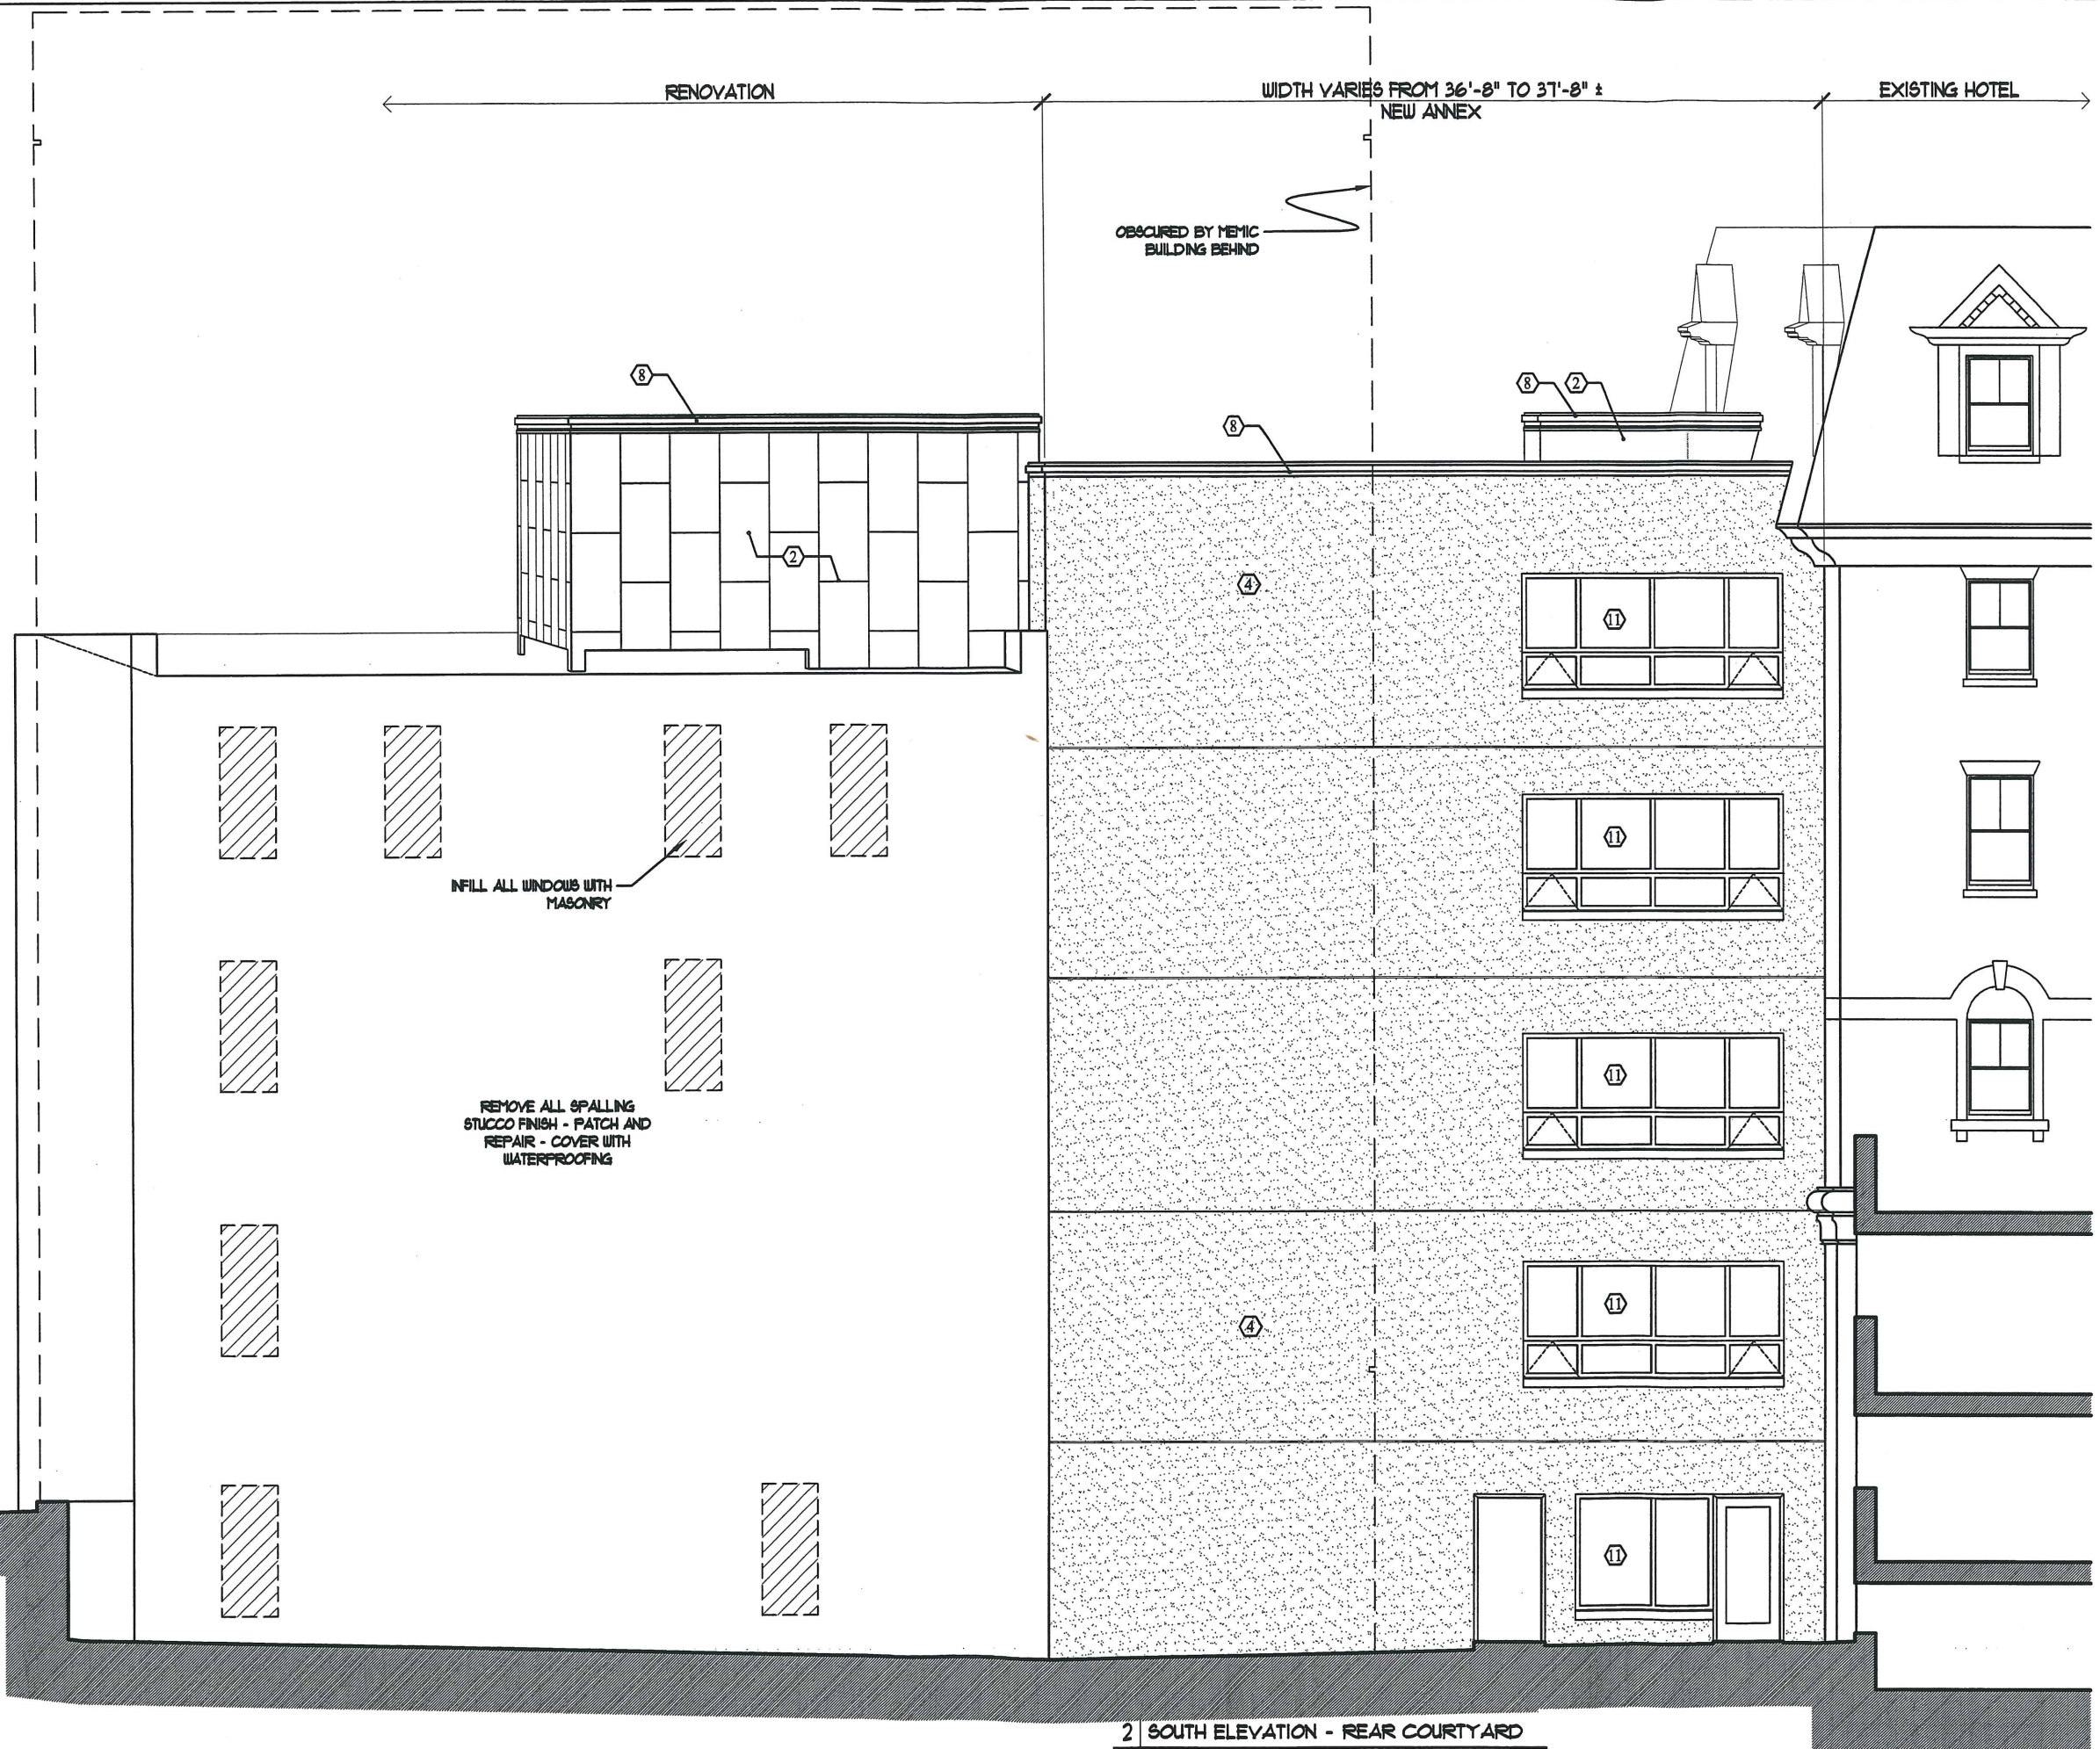 RENOVATION
WIDTH VARIES FROM 36'-8" TO 37'-8" ±
NEW ANNEX
EXISTING HOTEL
OBSCURED BY MEMIC
BUILDING BEHIND
8
8
2
8
2
4
11
11
INFILL ALL WINDOWS WITH
MASONRY
11
REMOVE ALL SPALLING
STUCCO FINISH - PATCH AND
REPAIR - COVER WITH
WATERPROOFING
11
4
11
2 SOUTH ELEVATION - REAR COURTYARD